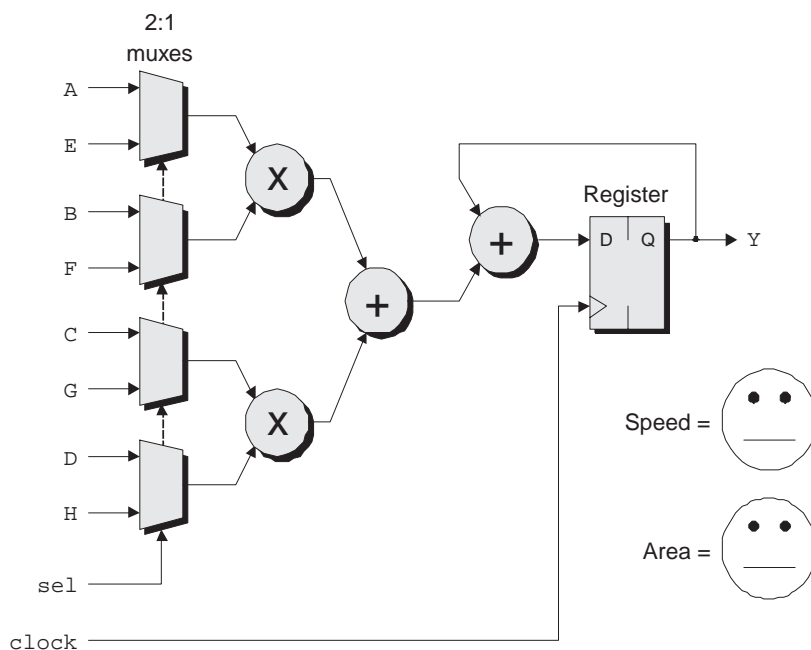 2:1
muxes
A
E
B
F
C
G
D
H
sel
clock
x
x
+
+
Register
D Q
Y
Speed =
Area =